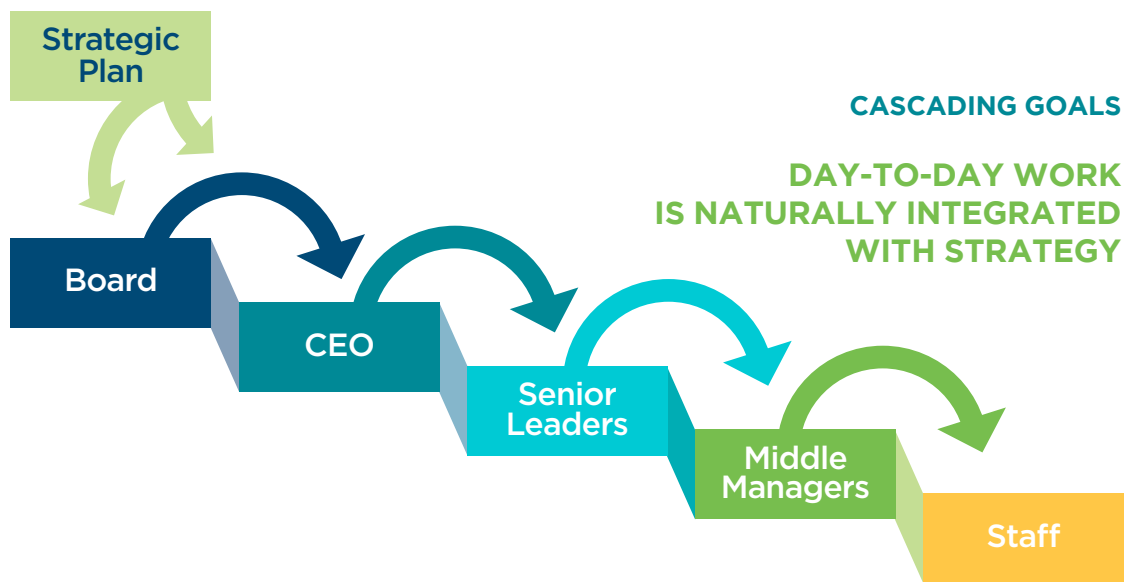 Strategic
Plan
CASCADING GOALS
DAY-TO-DAY WORK
IS NATURALLY INTEGRATED
WITH STRATEGY
Board
CEO
Senior
Leaders
Middle
Managers
Staff